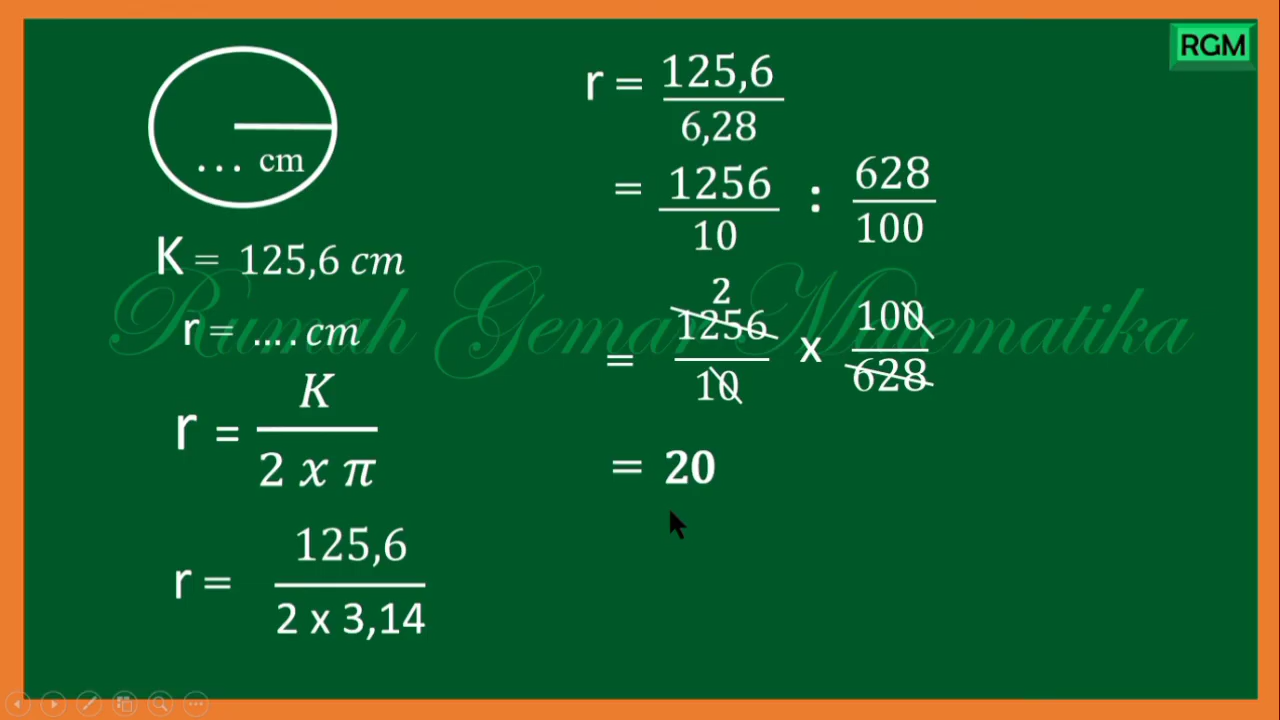 RGM
... cm
K = 125,6 cm
r = .... cm
r = K / 2 x π
r = 125,6 / 2 x 3,14
r = 125,6 / 6,28
= 1256 / 10 : 628 / 100
2
= 1256 / 10 x 100 / 628
= 20
Rumah Gemar Matematika